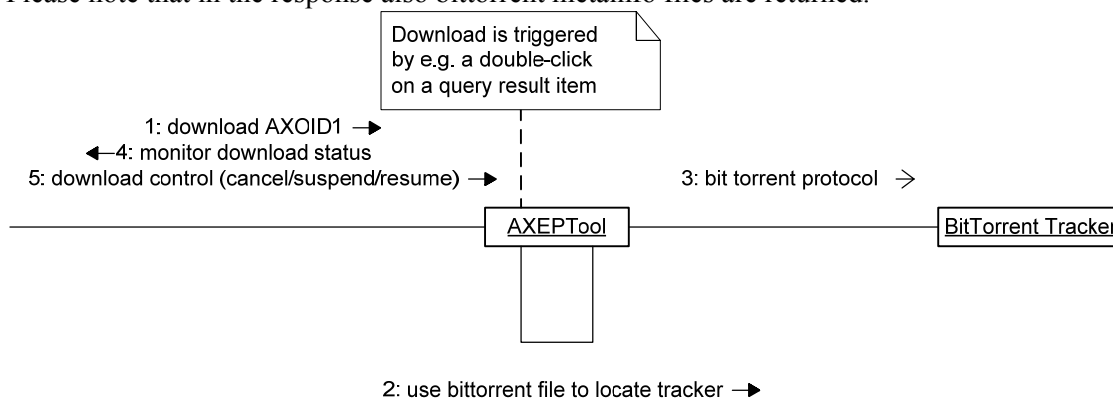 Please note that in the response also bittorrent metainfo files are returned.
Download is triggered
by e.g. a double-click
on a query result item
1: download AXOID1
4: monitor download status
5: download control (cancel/suspend/resume)
3: bit torrent protocol
AXEPTool
BitTorrent Tracker
2: use bittorrent file to locate tracker